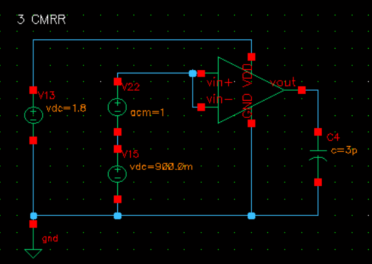 3 CMRR
V13
vdc=1.8
V22
acm=1
V15
vdc=900.0m
vin+
vin-
GND VDD
vout
C4
c=3p
gnd